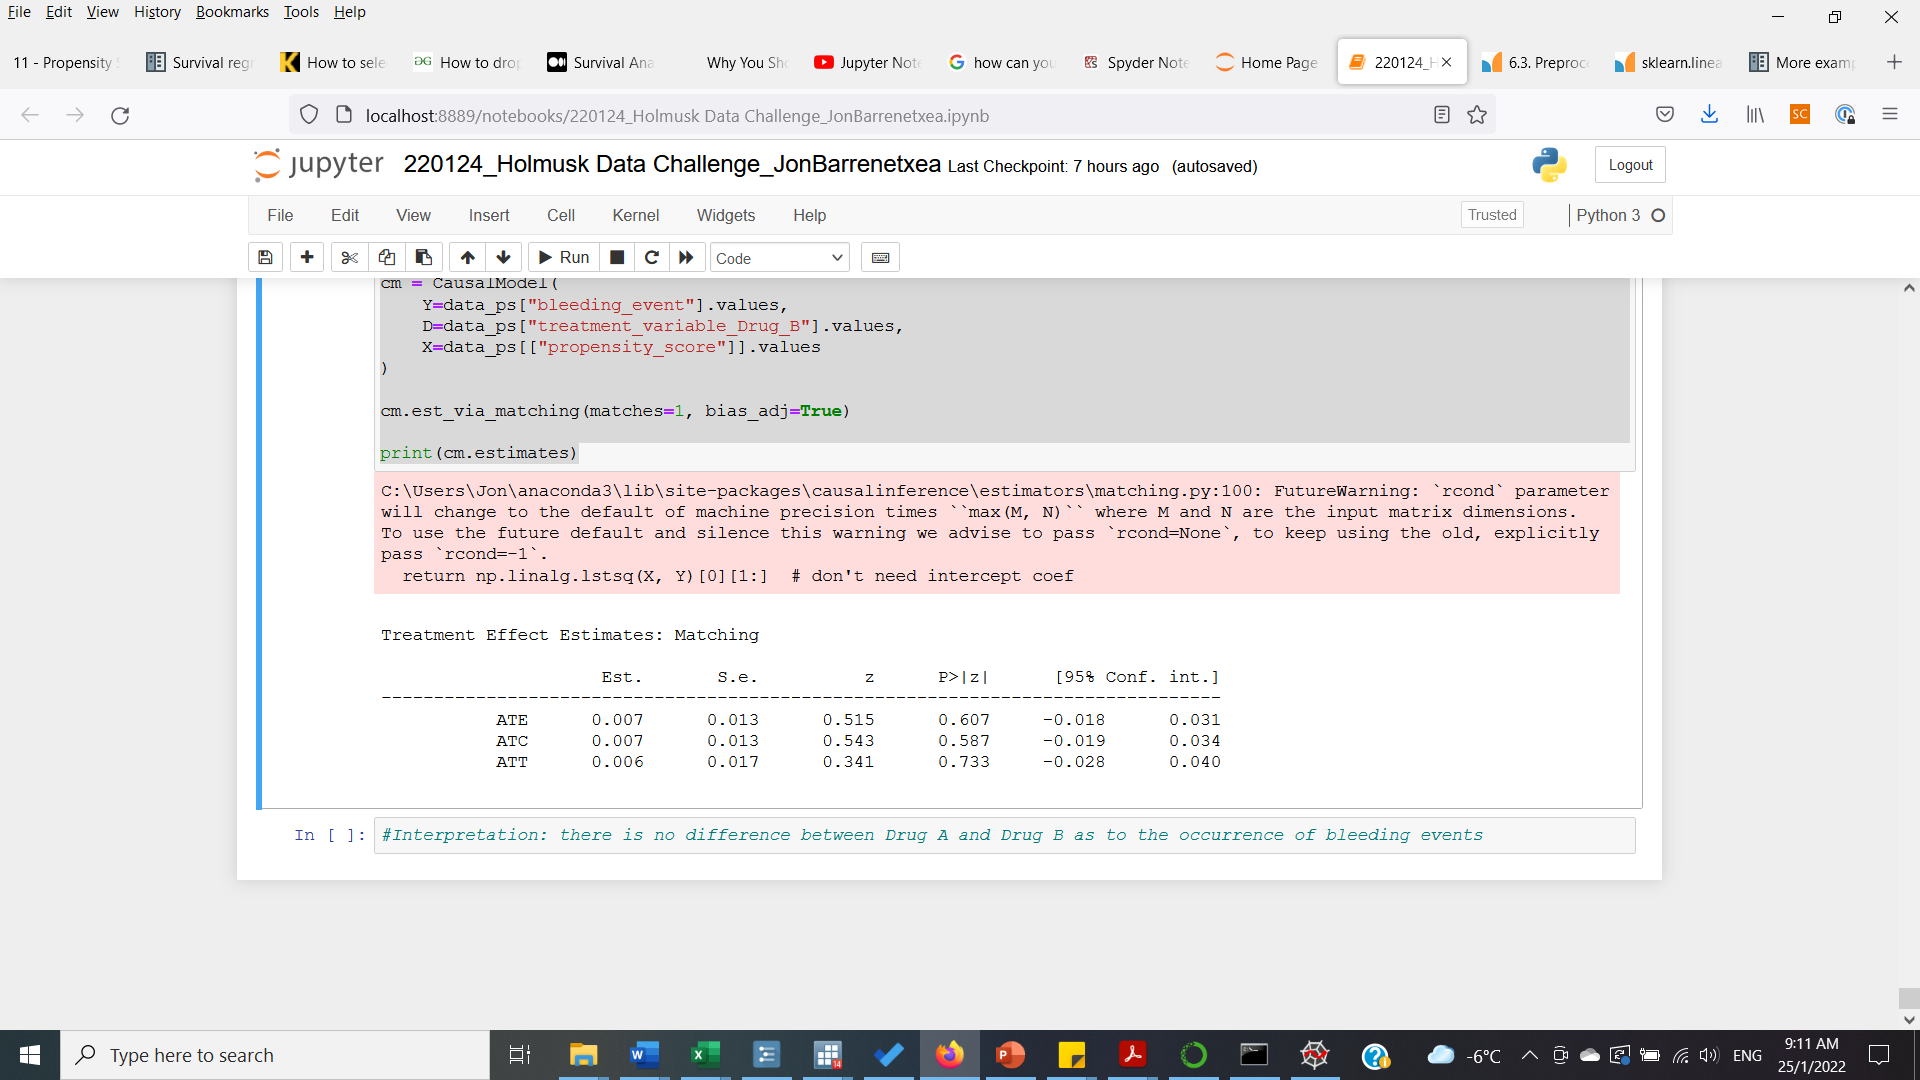 File Edit View History Bookmarks Tools Help
11 - Propensity Survival reg How to sele How to drop Survival Ana Why You Sh Jupyter Note how can you Spyder Note Home Page 220124_H 6.3. Preproc sklearn.linea More examp
localhost:8889/notebooks/220124_Holmusk Data Challenge_JonBarrenetxea.ipynb
SC
jupyter 220124_Holmusk Data Challenge_JonBarrenetxea Last Checkpoint: 7 hours ago (autosaved) Logout
File Edit View Insert Cell Kernel Widgets Help Trusted Python 3
Run Code
cm = CausalModel(
Y=data_ps["bleeding_event"].values,
D=data_ps["treatment_variable_Drug_B"].values,
X=data_ps[["propensity_score"]].values
)
cm.est_via_matching(matches=1, bias_adj=True)
print(cm.estimates)
C:\Users\Jon\anaconda3\lib\site-packages\causalinference\estimators\matching.py:100: FutureWarning: `rcond` parameter
will change to the default of machine precision times ``max(M, N)`` where M and N are the input matrix dimensions.
To use the future default and silence this warning we advise to pass `rcond=None`, to keep using the old, explicitly
pass `rcond=-1`.
return np.linalg.lstsq(X, Y)[0][1:]  # don't need intercept coef
Treatment Effect Estimates: Matching
Est. S.e. z P>|z| [95% Conf. int.]
--------------------------------------------------------------------------------
ATE 0.007 0.013 0.515 0.607 -0.018 0.031
ATC 0.007 0.013 0.543 0.587 -0.019 0.034
ATT 0.006 0.017 0.341 0.733 -0.028 0.040
In [ ]: #Interpretation: there is no difference between Drug A and Drug B as to the occurrence of bleeding events
Type here to search
-6°C ENG 9:11 AM
25/1/2022